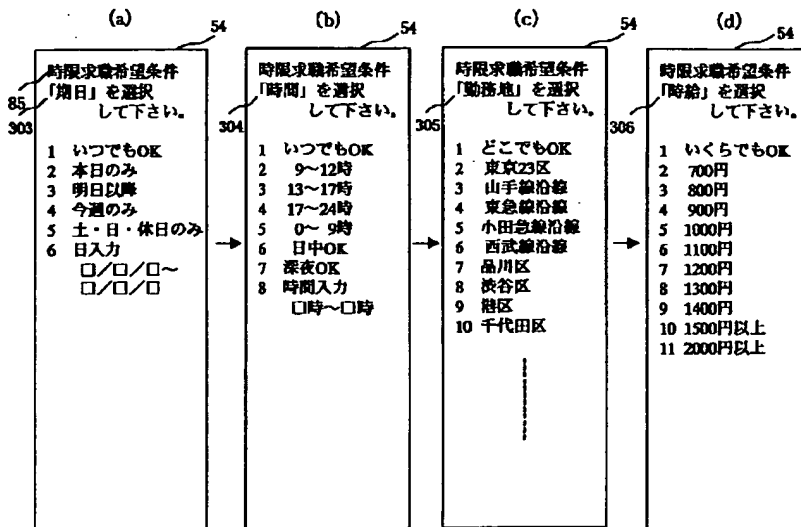 (a)
54
時限求職希望条件
85
「期日」を選択
303
して下さい。
1 いつでもOK
2 本日のみ
3 明日以降
4 今週のみ
5 土・日・休日のみ
6 日入力
□/□/□～
□/□/□
(b)
54
時限求職希望条件
「時間」を選択
304
して下さい。
1 いつでもOK
2 9～12時
3 13～17時
4 17～24時
5 0～ 9時
6 日中OK
7 深夜OK
8 時間入力
□時～□時
(c)
54
時限求職希望条件
「勤務地」を選択
305
して下さい。
1 どこでもOK
2 東京23区
3 山手線沿線
4 東急線沿線
5 小田急線沿線
6 西武線沿線
7 品川区
8 渋谷区
9 港区
10 千代田区
(d)
54
時限求職希望条件
「時給」を選択
306
して下さい。
1 いくらでもOK
2 700円
3 800円
4 900円
5 1000円
6 1100円
7 1200円
8 1300円
9 1400円
10 1500円以上
11 2000円以上